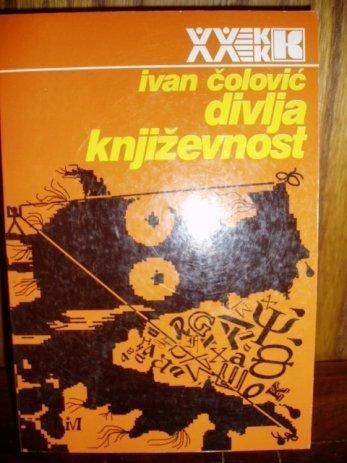 XX VEK
ivan čolović
divlja
književnost